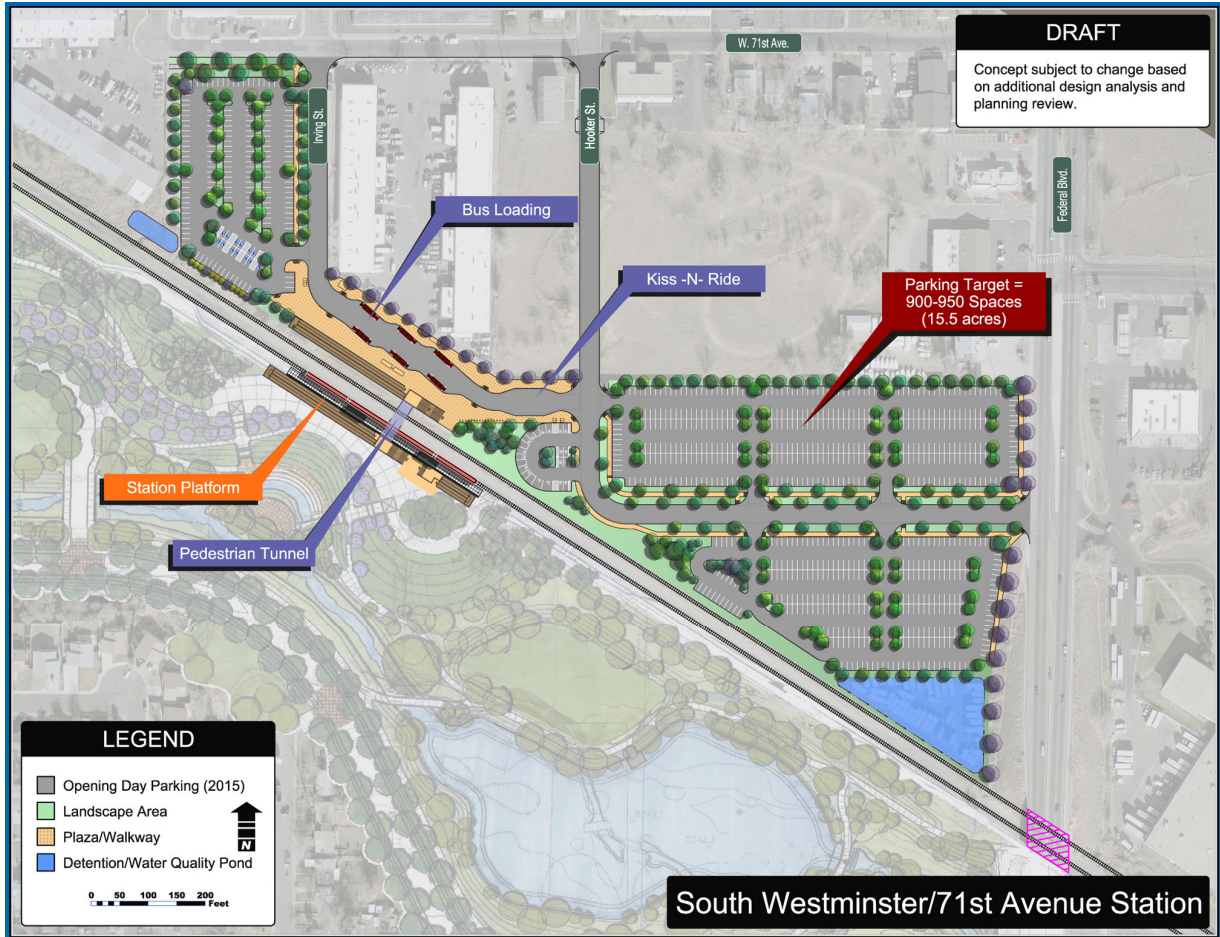 DRAFT
Concept subject to change based
on additional design analysis and
planning review.
W. 71st Ave.
Irving St.
Hooker St.
Federal Blvd.
Bus Loading
Kiss -N- Ride
Parking Target =
900-950 Spaces
(15.5 acres)
Station Platform
Pedestrian Tunnel
LEGEND
Opening Day Parking (2015)
Landscape Area
Plaza/Walkway
Detention/Water Quality Pond
N
0 50 100 150 200
Feet
South Westminster/71st Avenue Station